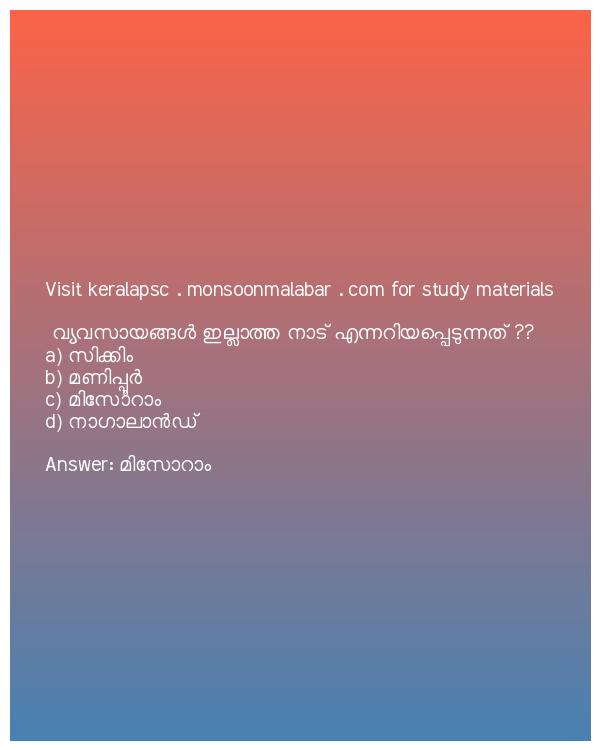 Visit keralapsc . monsoonmalabar . com for study materials
വ്യവസായങ്ങൾ ഇല്ലാത്ത നാട് എന്നറിയപ്പെടുന്നത് ??
a) സിക്കിം
b) മണിപ്പൂർ
c) മിസോറാം
d) നാഗാലാൻഡ്
Answer: മിസോറാം